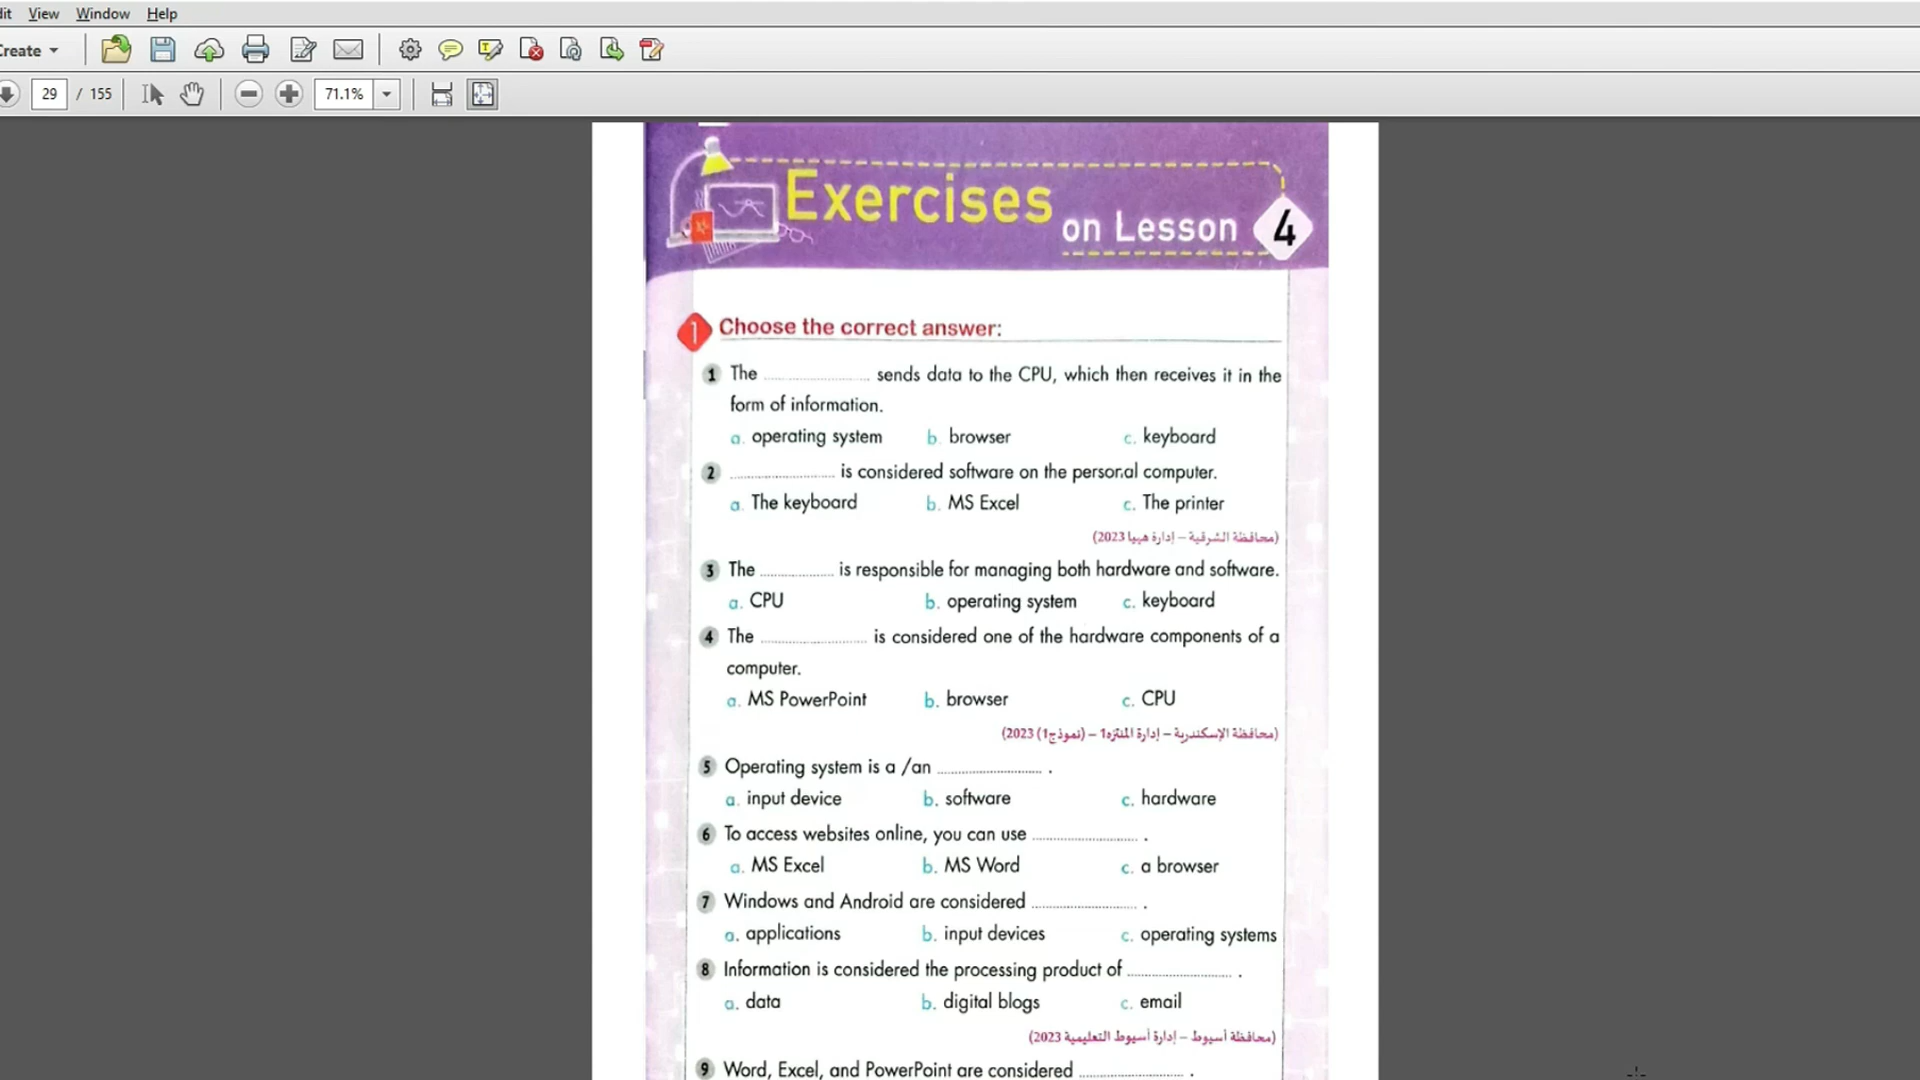 dit View Window Help
Create
29 / 155 71.1%
Exercises
on Lesson 4
1 Choose the correct answer:
1 The .................... sends data to the CPU, which then receives it in the
form of information.
a. operating system b. browser c. keyboard
2 .................... is considered software on the personal computer.
a. The keyboard b. MS Excel c. The printer
(محافظة الشرقية – إدارة ههيا 2023)
3 The .................... is responsible for managing both hardware and software.
a. CPU b. operating system c. keyboard
4 The .................... is considered one of the hardware components of a
computer.
a. MS PowerPoint b. browser c. CPU
(محافظة الإسكندرية – إدارة المنتزه1 – (نموذج1) 2023)
5 Operating system is a /an .................... .
a. input device b. software c. hardware
6 To access websites online, you can use .................... .
a. MS Excel b. MS Word c. a browser
7 Windows and Android are considered .................... .
a. applications b. input devices c. operating systems
8 Information is considered the processing product of .................... .
a. data b. digital blogs c. email
(محافظة أسيوط – إدارة أسيوط التعليمية 2023)
9 Word, Excel, and PowerPoint are considered .................... .